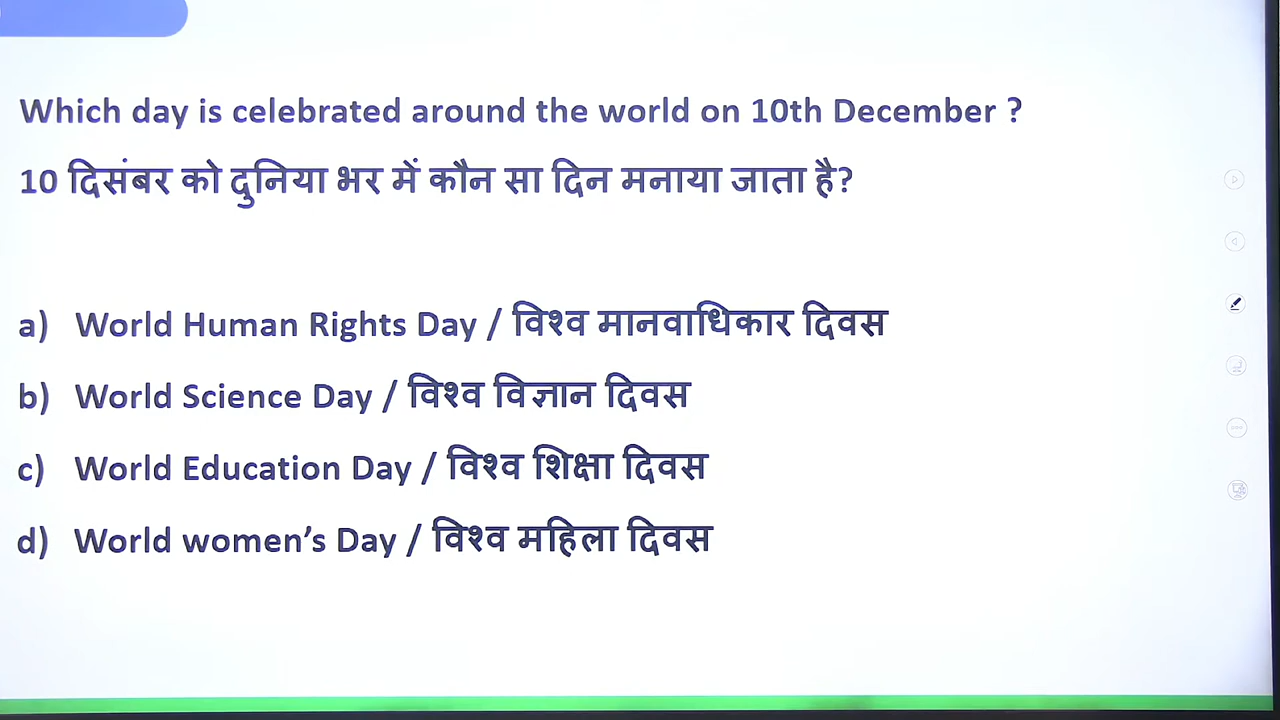 Which day is celebrated around the world on 10th December ?
10 दिसंबर को दुनिया भर में कौन सा दिन मनाया जाता है?
a) World Human Rights Day / विश्व मानवाधिकार दिवस
b) World Science Day / विश्व विज्ञान दिवस
c) World Education Day / विश्व शिक्षा दिवस
d) World women’s Day / विश्व महिला दिवस